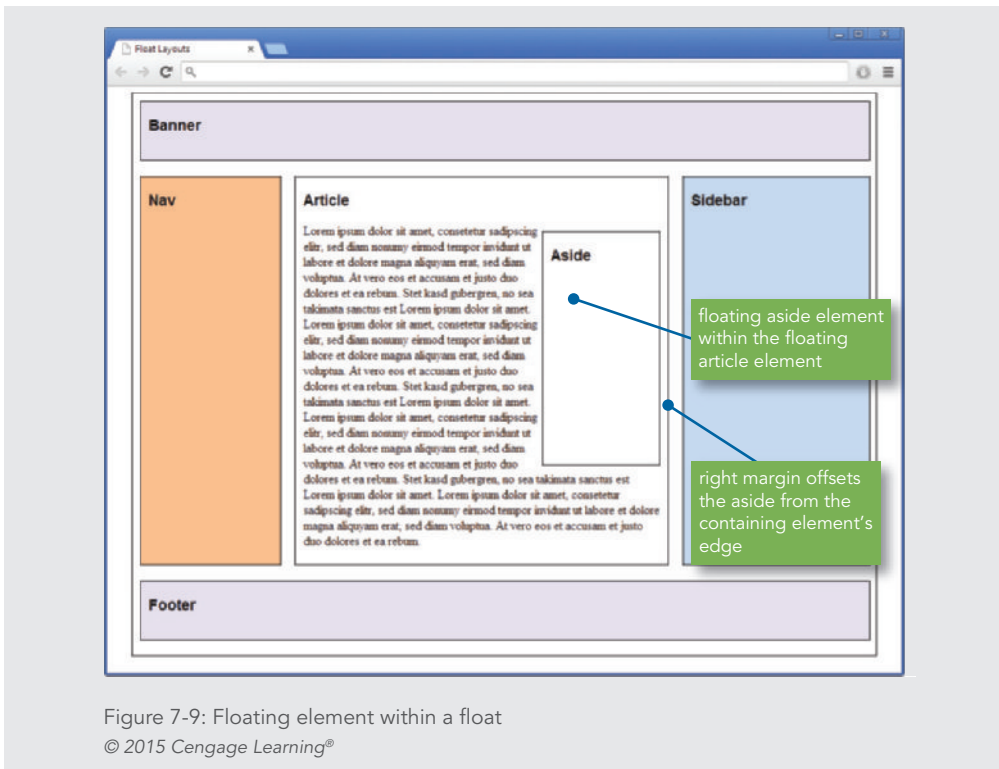 Float Layouts
Banner
Nav
Article
Lorem ipsum dolor sit amet, consetetur sadipscing
elitr, sed diam nonumy eirmod tempor invidunt ut
labore et dolore magna aliquyam erat, sed diam
voluptua. At vero eos et accusam et justo duo
dolores et ea rebum. Stet kasd gubergren, no sea
takimata sanctus est Lorem ipsum dolor sit amet.
Lorem ipsum dolor sit amet, consetetur sadipscing
elitr, sed diam nonumy eirmod tempor invidunt ut
labore et dolore magna aliquyam erat, sed diam
voluptua. At vero eos et accusam et justo duo
dolores et ea rebum. Stet kasd gubergren, no sea
takimata sanctus est Lorem ipsum dolor sit amet.
Lorem ipsum dolor sit amet, consetetur sadipscing
elitr, sed diam nonumy eirmod tempor invidunt ut
labore et dolore magna aliquyam erat, sed diam
voluptua. At vero eos et accusam et justo duo
dolores et ea rebum. Stet kasd gubergren, no sea takimata sanctus est
Lorem ipsum dolor sit amet. Lorem ipsum dolor sit amet, consetetur
sadipscing elitr, sed diam nonumy eirmod tempor invidunt ut labore et dolore
magna aliquyam erat, sed diam voluptua. At vero eos et accusam et justo
duo dolores et ea rebum.
Aside
Sidebar
floating aside element
within the floating
article element
right margin offsets
the aside from the
containing element's
edge
Footer
Figure 7-9: Floating element within a float
© 2015 Cengage Learning®